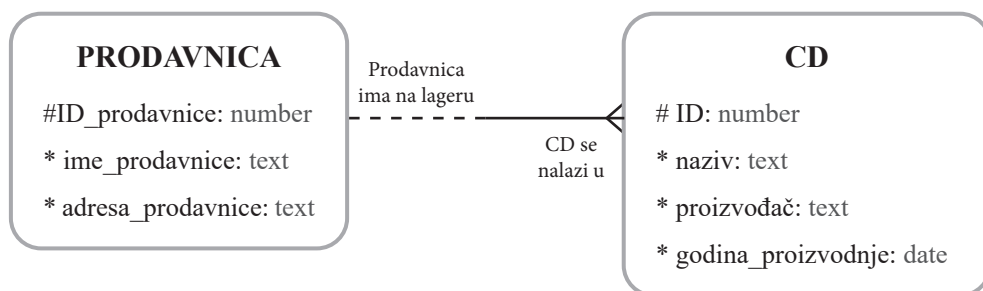 PRODAVNICA
#ID_prodavnice: number
* ime_prodavnice: text
* adresa_prodavnice: text
Prodavnica
ima na lageru
CD se
nalazi u
CD
# ID: number
* naziv: text
* proizvođač: text
* godina_proizvodnje: date